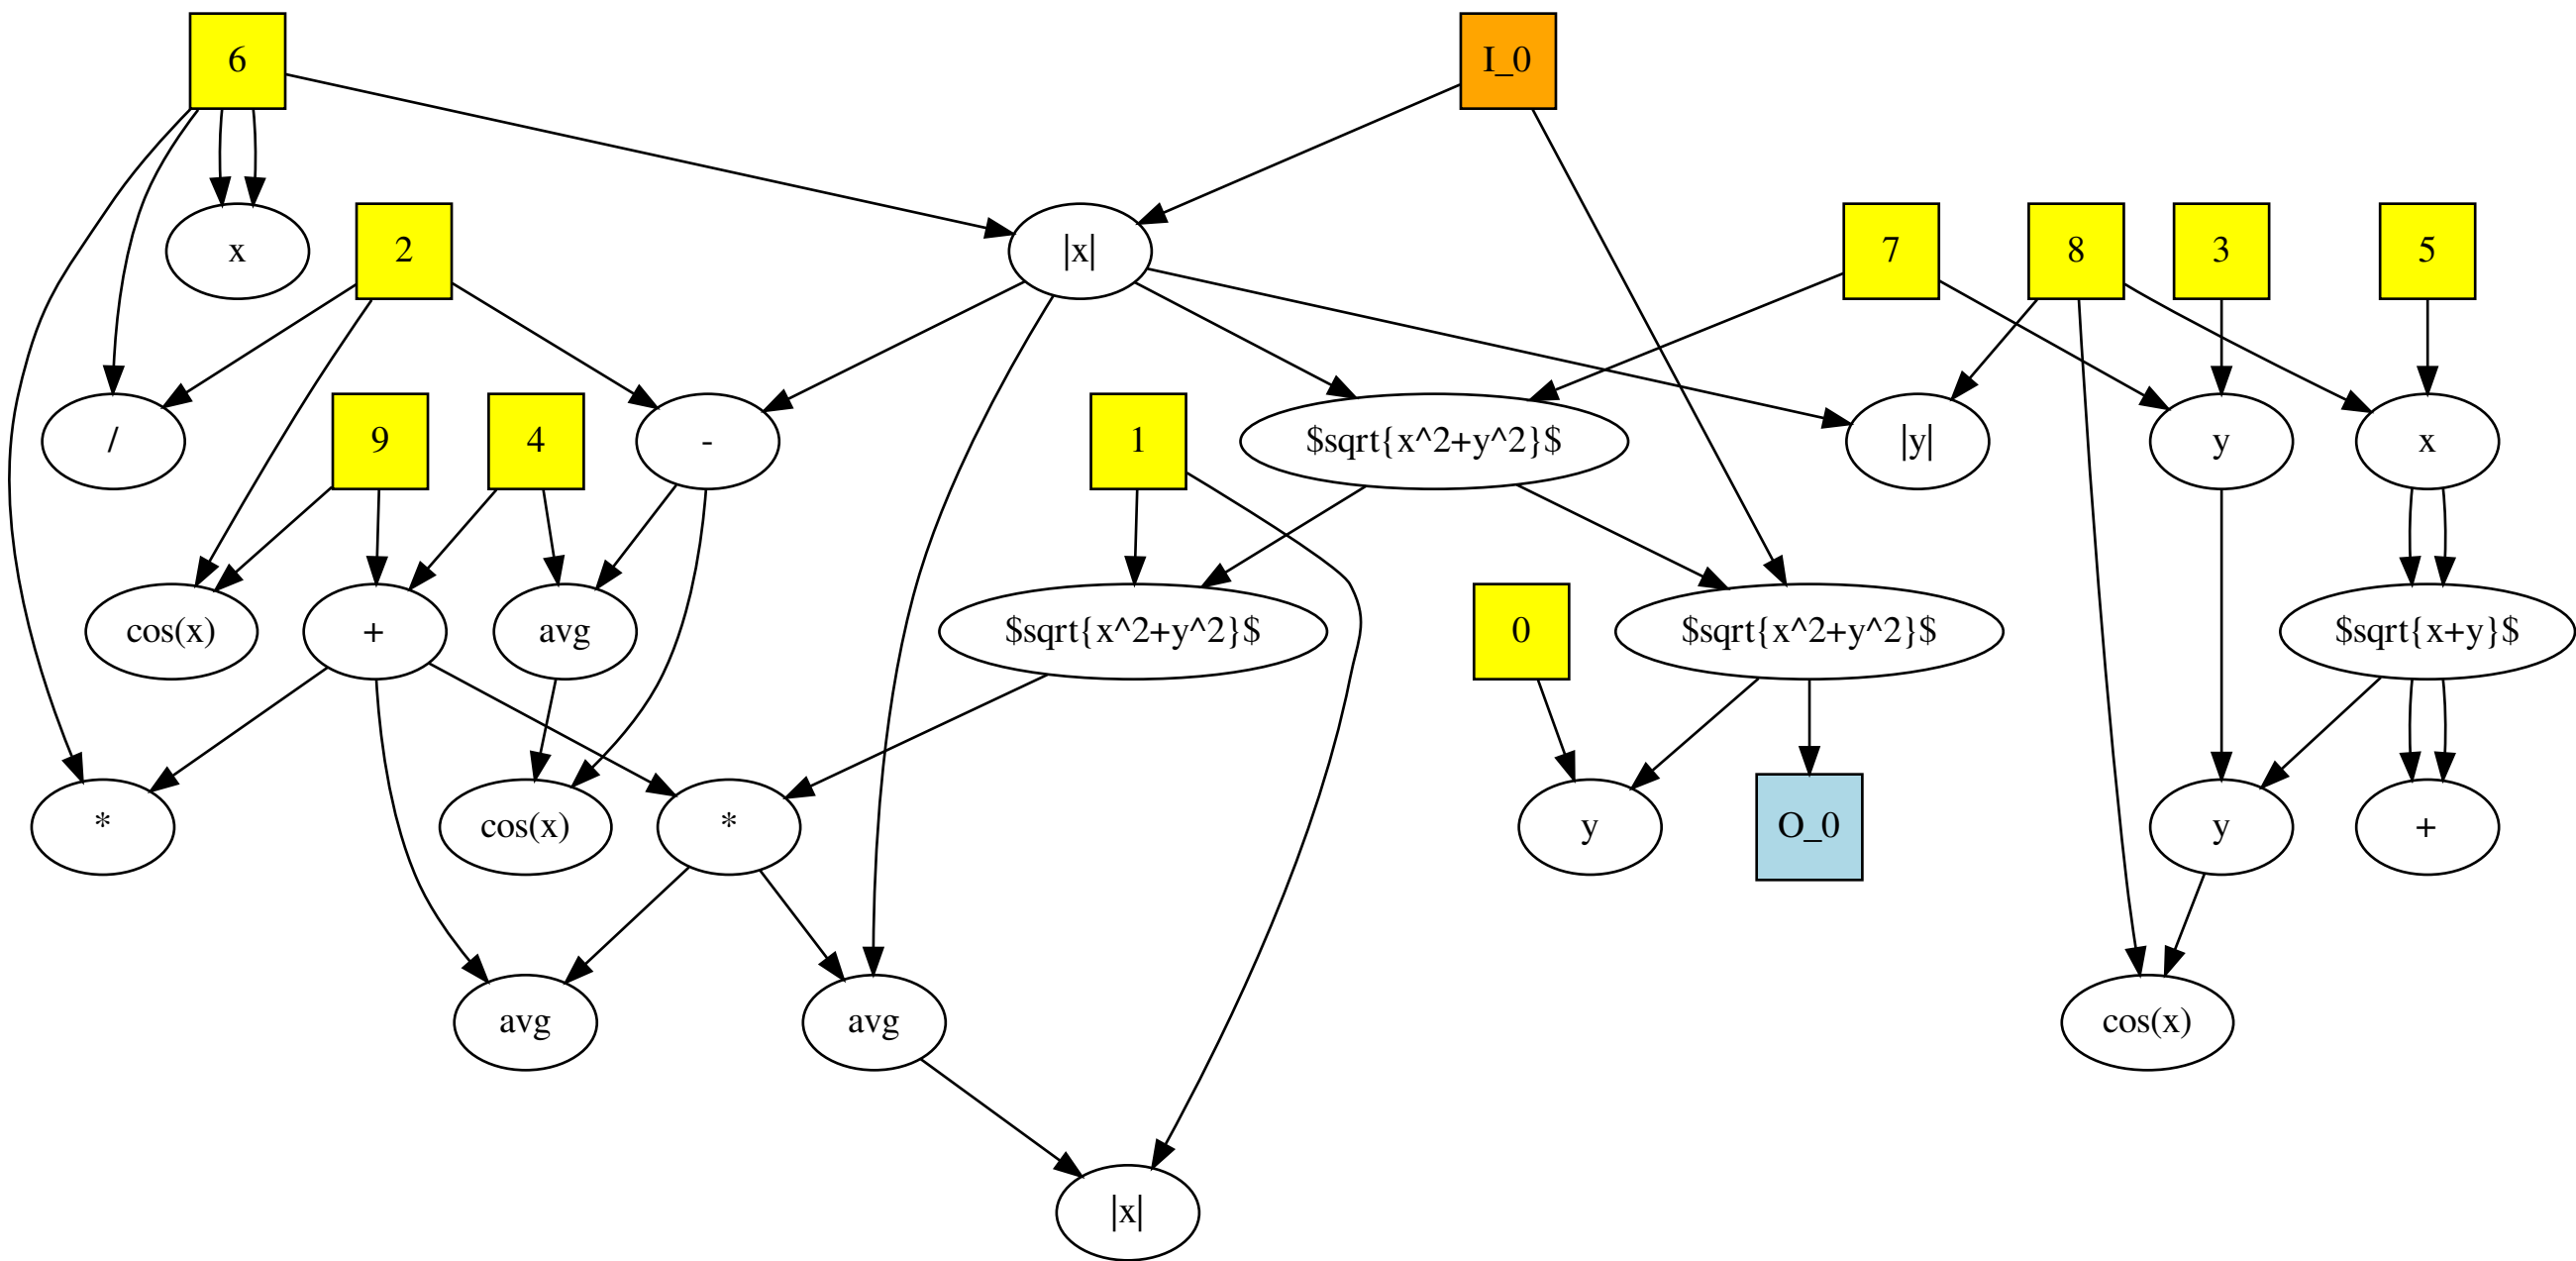 6
I_0
x
2
|x|
7
8
3
5
/
9
4
-
1
$sqrt{x^2+y^2}$
|y|
y
x
cos(x)
+
avg
$sqrt{x^2+y^2}$
0
$sqrt{x^2+y^2}$
$sqrt{x+y}$
*
cos(x)
*
y
O_0
y
+
avg
avg
cos(x)
|x|